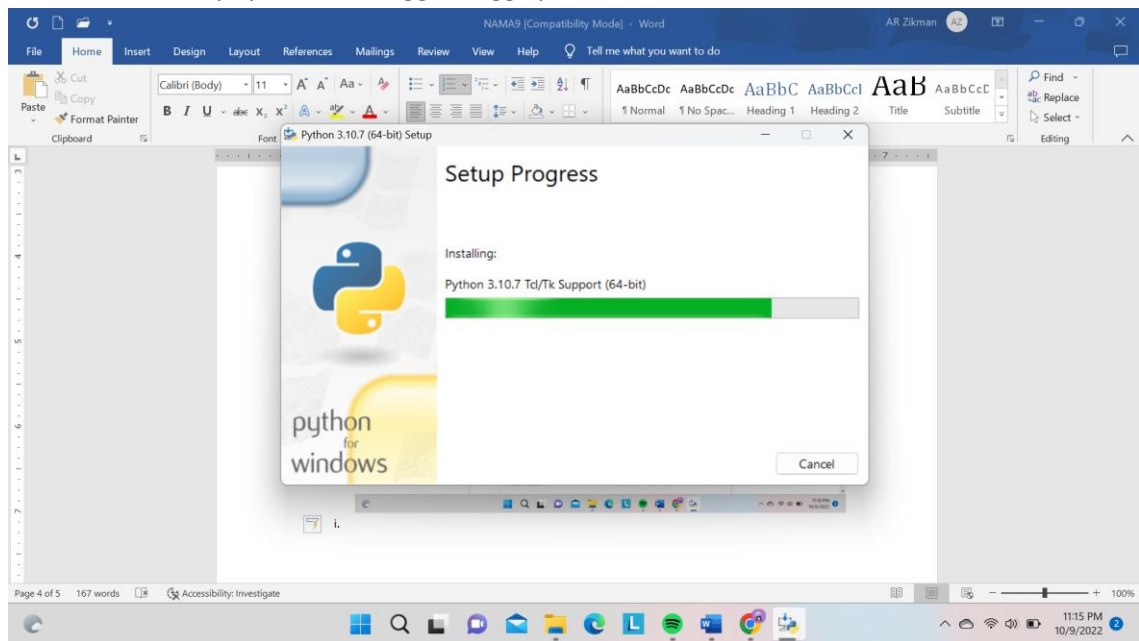 NAMA9 [Compatibility Mode] - Word
AR Zikman
AZ
File Home Insert Design Layout References Mailings Review View Help Tell me what you want to do
Paste
Cut
Copy
Format Painter
Clipboard
Calibri (Body) 11
Font
AaBbCcDc AaBbCcDc AaBbC AaBbCcI AaB AaBbCcD
¶ Normal ¶ No Spac... Heading 1 Heading 2 Title Subtitle
Find
Replace
Select
Editing
Python 3.10.7 (64-bit) Setup
Setup Progress
Installing:
Python 3.10.7 Tcl/Tk Support (64-bit)
python
for
windows
Cancel
i.
Page 4 of 5 167 words Accessibility: Investigate
100%
11:15 PM
10/9/2022
2